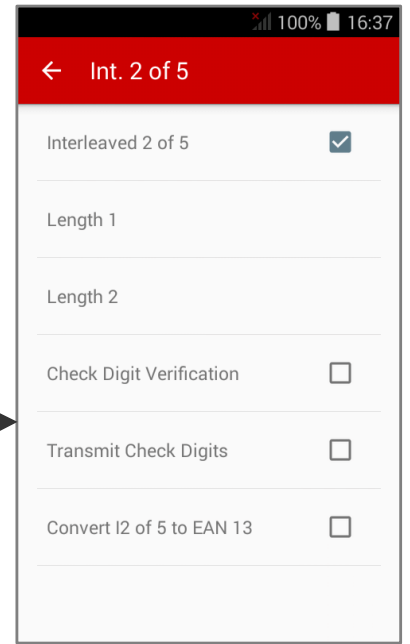 100% 16:37
Int. 2 of 5
Interleaved 2 of 5
Length 1
Length 2
Check Digit Verification
Transmit Check Digits
Convert I2 of 5 to EAN 13